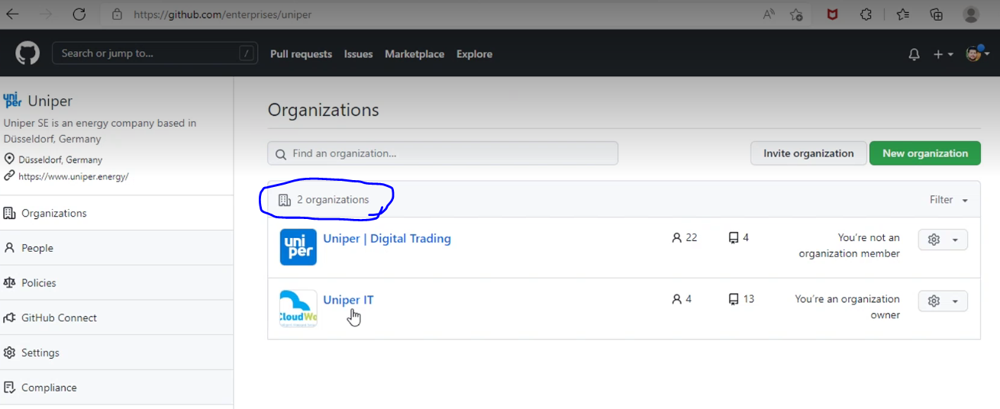 https://github.com/enterprises/uniper
Search or jump to... /
Pull requests Issues Marketplace Explore
uni
per
Uniper
Uniper SE is an energy company based in
Düsseldorf, Germany
Düsseldorf, Germany
https://www.uniper.energy/
Organizations
People
Policies
GitHub Connect
Settings
Compliance
Organizations
Find an organization...
Invite organization
New organization
2 organizations
Filter
uni
per
Uniper | Digital Trading
22
4
You're not an
organization member
Uniper IT
4
13
You're an organization
owner